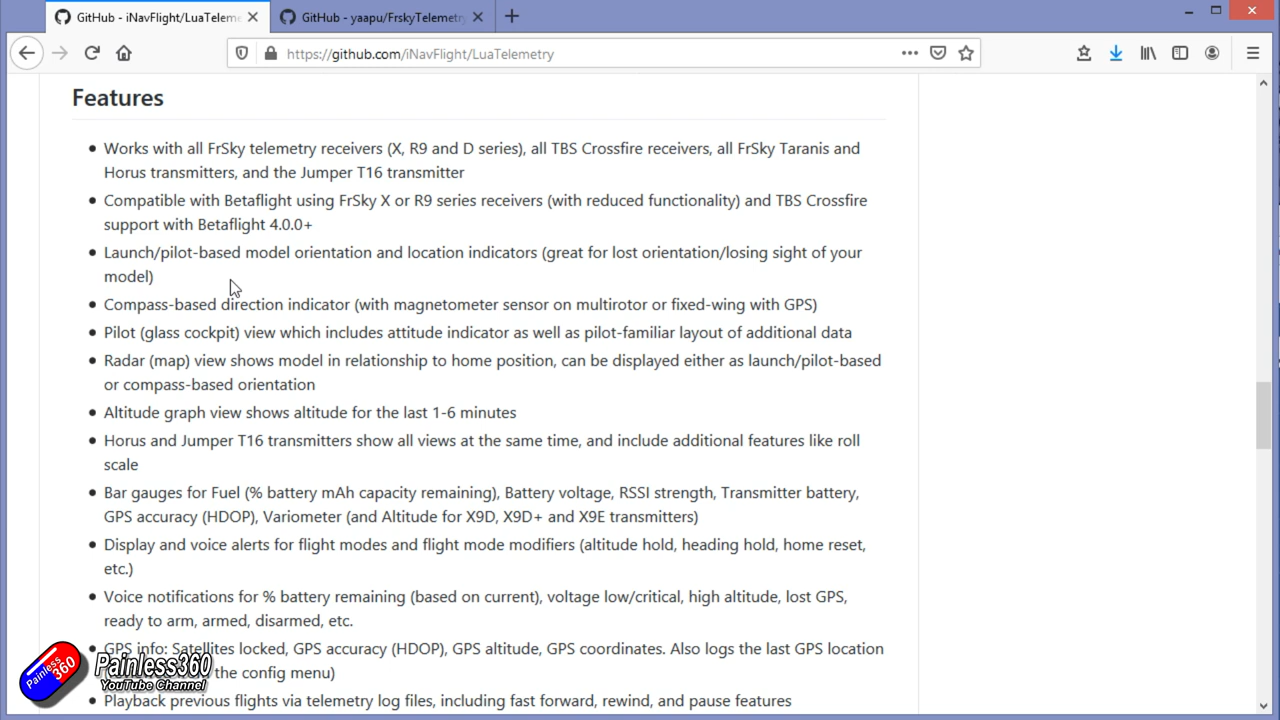 GitHub - iNavFlight/LuaTeleme
GitHub - yaapu/FrskyTelemetry
https://github.com/iNavFlight/LuaTelemetry
Features
Works with all FrSky telemetry receivers (X, R9 and D series), all TBS Crossfire receivers, all FrSky Taranis and
Horus transmitters, and the Jumper T16 transmitter
Compatible with Betaflight using FrSky X or R9 series receivers (with reduced functionality) and TBS Crossfire
support with Betaflight 4.0.0+
Launch/pilot-based model orientation and location indicators (great for lost orientation/losing sight of your
model)
Compass-based direction indicator (with magnetometer sensor on multirotor or fixed-wing with GPS)
Pilot (glass cockpit) view which includes attitude indicator as well as pilot-familiar layout of additional data
Radar (map) view shows model in relationship to home position, can be displayed either as launch/pilot-based
or compass-based orientation
Altitude graph view shows altitude for the last 1-6 minutes
Horus and Jumper T16 transmitters show all views at the same time, and include additional features like roll
scale
Bar gauges for Fuel (% battery mAh capacity remaining), Battery voltage, RSSI strength, Transmitter battery,
GPS accuracy (HDOP), Variometer (and Altitude for X9D, X9D+ and X9E transmitters)
Display and voice alerts for flight modes and flight mode modifiers (altitude hold, heading hold, home reset,
etc.)
Voice notifications for % battery remaining (based on current), voltage low/critical, high altitude, lost GPS,
ready to arm, armed, disarmed, etc.
GPS info: Satellites locked, GPS accuracy (HDOP), GPS altitude, GPS coordinates. Also logs the last GPS location
the config menu)
Playback previous flights via telemetry log files, including fast forward, rewind, and pause features
Painless 360
Painless360
YouTube Channel